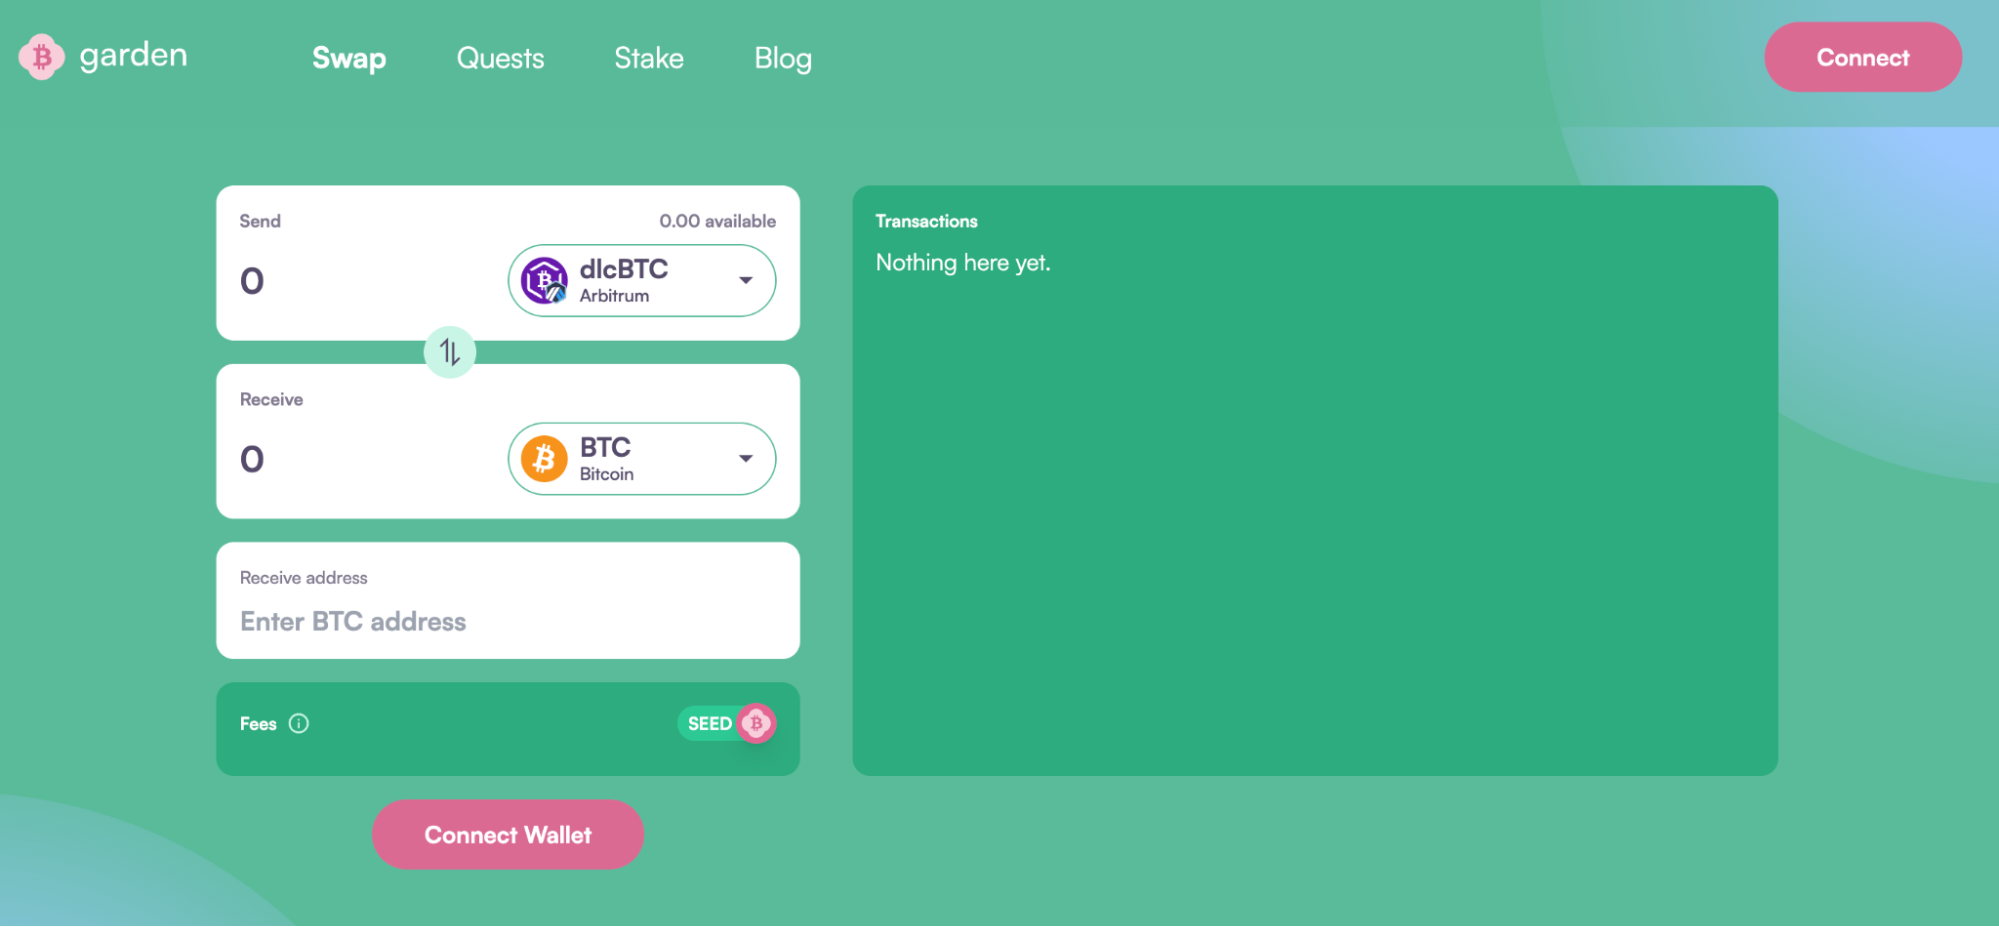 garden
Swap
Quests
Stake
Blog
Connect
Send
0.00 available
0
dlcBTC
Arbitrum
Receive
0
BTC
Bitcoin
Receive address
Enter BTC address
Fees
SEED
Connect Wallet
Transactions
Nothing here yet.